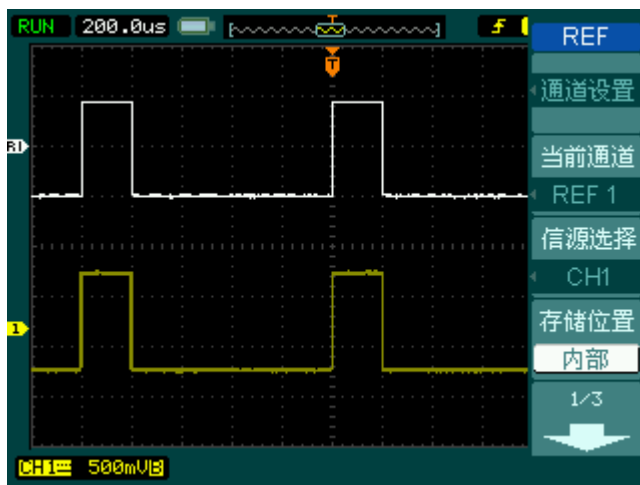 RUN 200.0us
T
REF
通道设置
当前通道
REF 1
信源选择
CH1
存储位置
内部
1/3
T
R1
1
CH1 500mVB